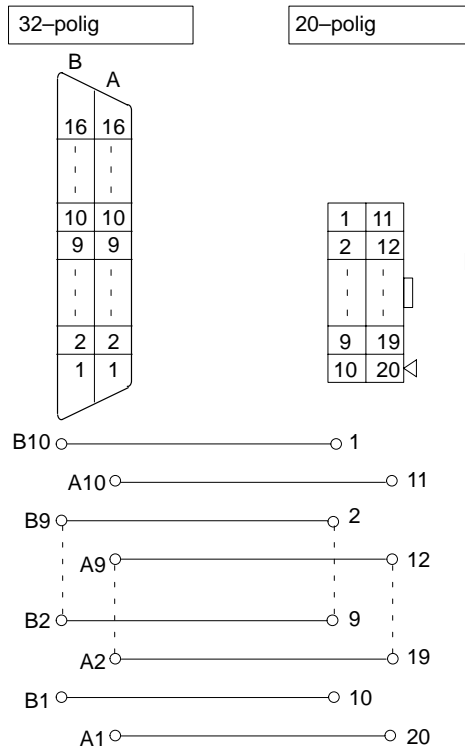 32–polig 20–polig
B A
16 16
10 10
9 9
2 2
1 1
1 11
2 12
9 19
10 20
B10 1
A10 11
B9 2
A9 12
B2 9
A2 19
B1 10
A1 20